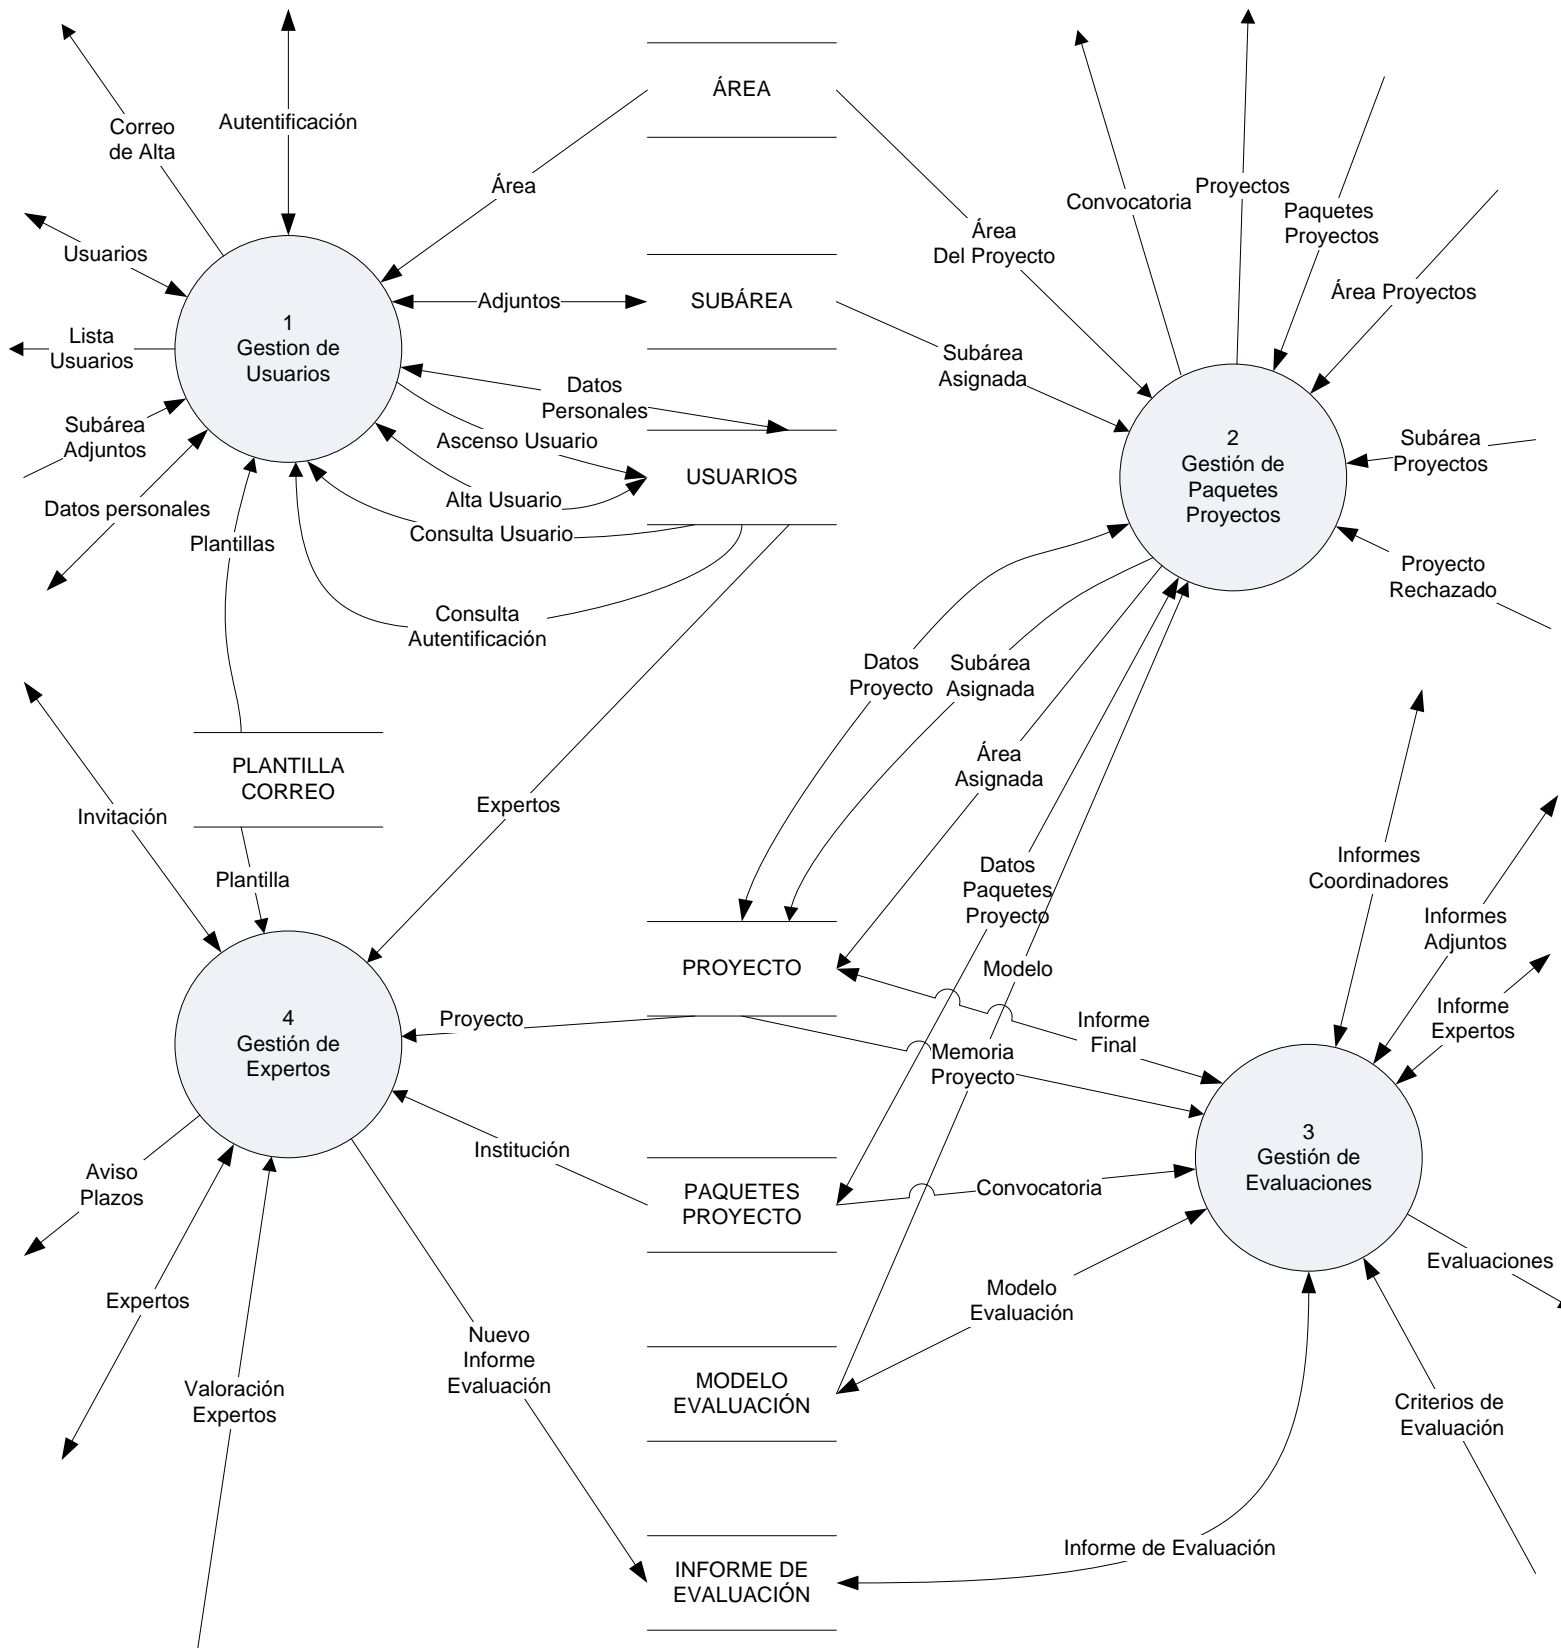 ÁREA
Autentificación
Correo
de Alta
Área
Convocatoria
Proyectos
Paquetes
Proyectos
Área
Del Proyecto
Usuarios
Área Proyectos
Adjuntos
SUBÁREA
1
Gestion de
Usuarios
Lista
Usuarios
Subárea
Asignada
Datos
Personales
Subárea
Adjuntos
Ascenso Usuario
USUARIOS
2
Gestión de
Paquetes
Proyectos
Subárea
Proyectos
Alta Usuario
Datos personales
Consulta Usuario
Plantillas
Proyecto
Rechazado
Consulta
Autentificación
Datos
Proyecto
Subárea
Asignada
PLANTILLA
CORREO
Área
Asignada
Invitación
Expertos
Plantilla
Datos
Paquetes
Proyecto
Informes
Coordinadores
Informes
Adjuntos
PROYECTO
Modelo
Informe
Expertos
4
Gestión de
Expertos
Proyecto
Informe
Final
Memoria
Proyecto
3
Gestión de
Evaluaciones
Institución
Aviso
Plazos
PAQUETES
PROYECTO
Convocatoria
Evaluaciones
Expertos
Modelo
Evaluación
Nuevo
Informe
Evaluación
Valoración
Expertos
MODELO
EVALUACIÓN
Criterios de
Evaluación
Informe de Evaluación
INFORME DE
EVALUACIÓN